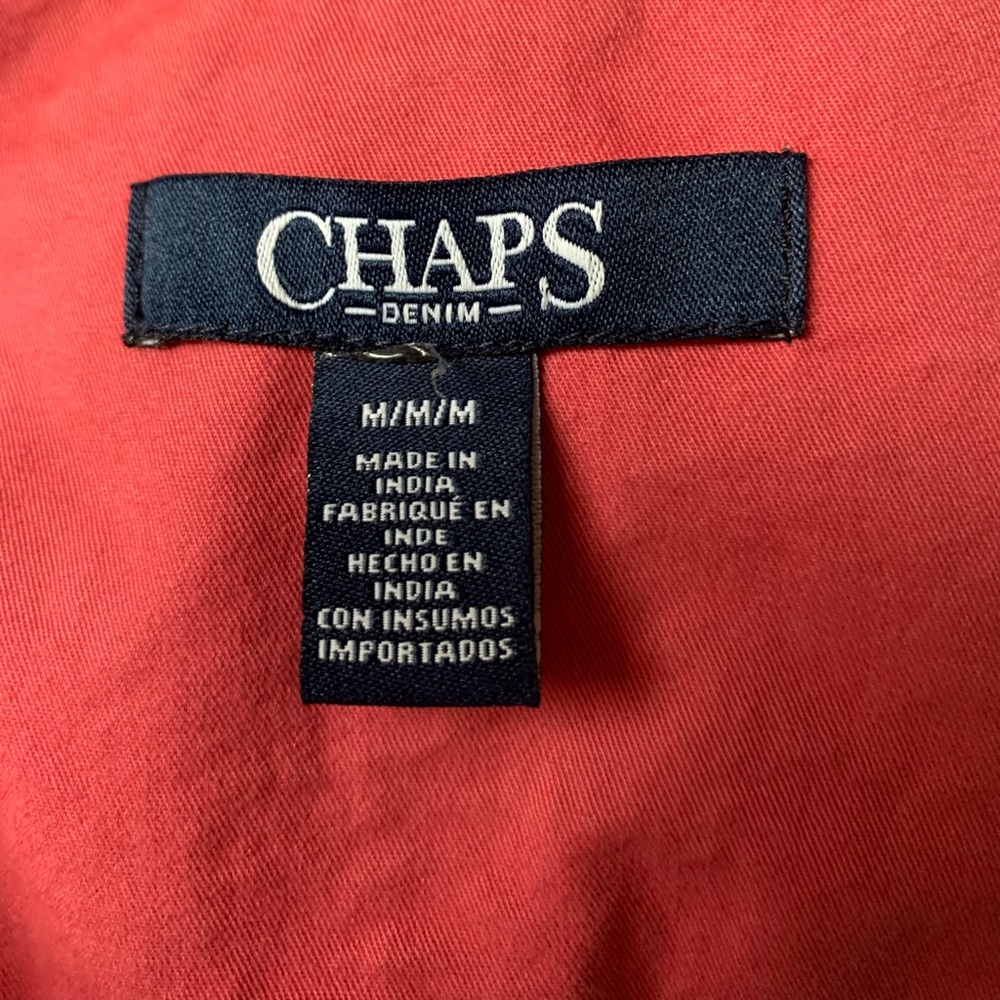 CHAPS
DENIM
M/M/M
MADE IN
INDIA
FABRIQUÉ EN
INDE
HECHO EN
INDIA
CON INSUMOS
IMPORTADOS